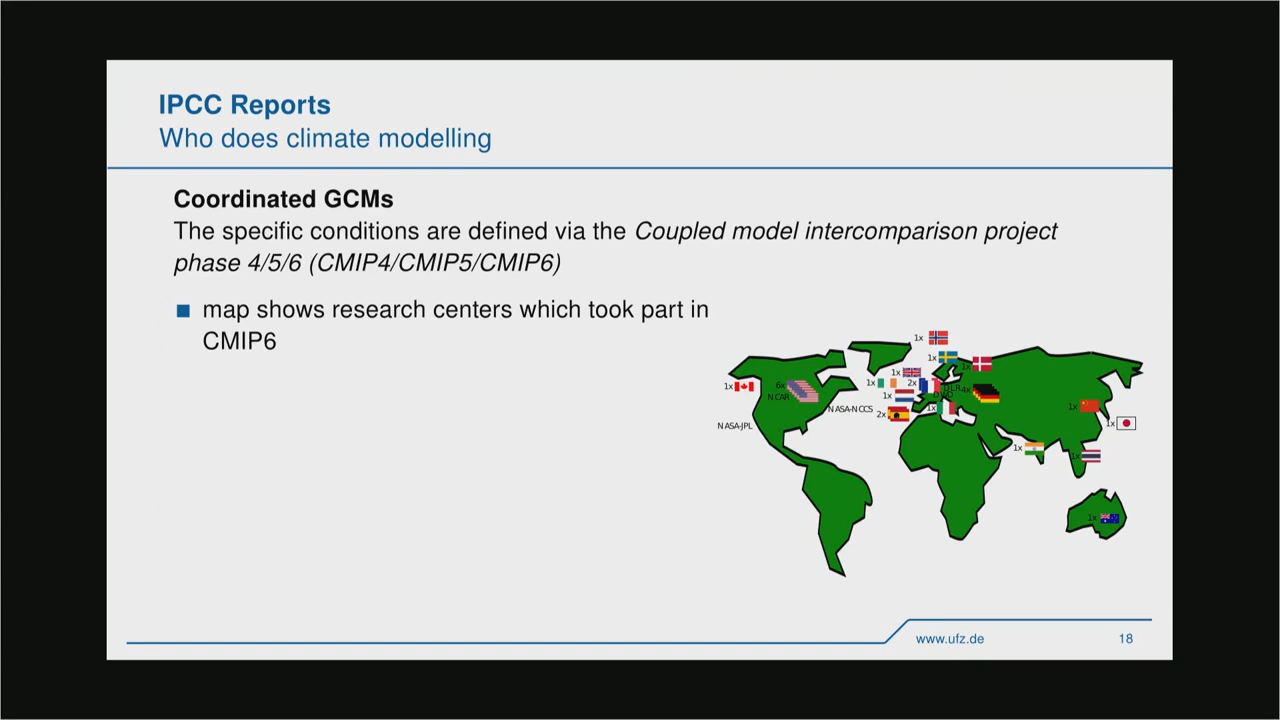 IPCC Reports
Who does climate modelling
Coordinated GCMs
The specific conditions are defined via the Coupled model intercomparison project
phase 4/5/6 (CMIP4/CMIP5/CMIP6)
map shows research centers which took part in
CMIP6
1x
1x
1x
1x
1x
6x
NCAR
1x
2x
DLR
4x
1x
NASA-NCCS
2x
1x
1x
1x
NASA-JPL
1x
1x
1x
www.ufz.de
18